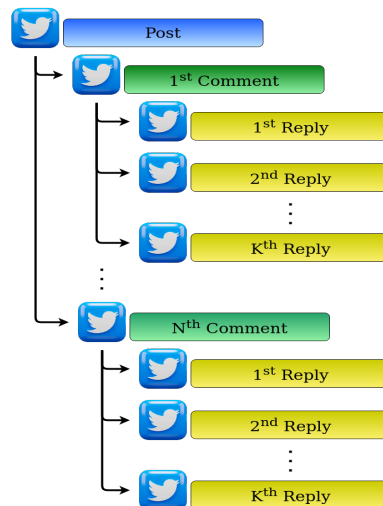 Post
1st Comment
1st Reply
2nd Reply
⋮
Kth Reply
⋮
Nth Comment
1st Reply
2nd Reply
⋮
Kth Reply